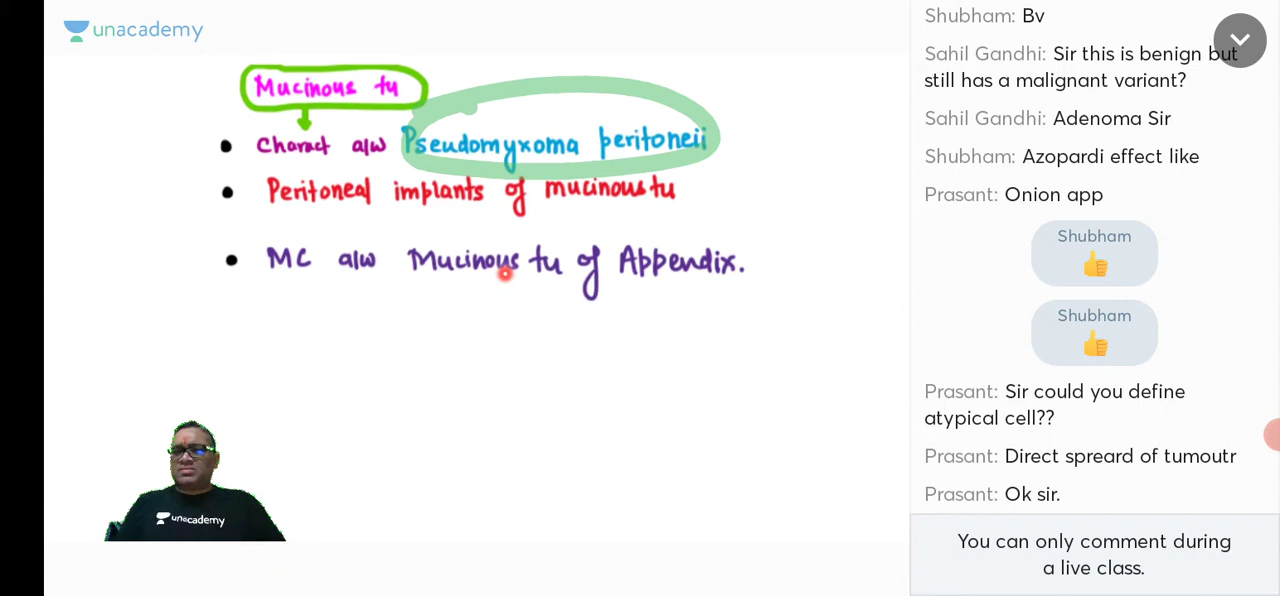 unacademy
Mucinous tu
• Charact a/w Pseudomyxoma peritoneii
• Peritoneal implants of mucinous tu
• MC a/w Mucinous tu of Appendix.
unacademy
Shubham: Bv
Sahil Gandhi: Sir this is benign but
still has a malignant variant?
Sahil Gandhi: Adenoma Sir
Shubham: Azopardi effect like
Prasant: Onion app
Shubham
👍
Shubham
👍
Prasant: Sir could you define
atypical cell??
Prasant: Direct spreard of tumoutr
Prasant: Ok sir.
You can only comment during
a live class.